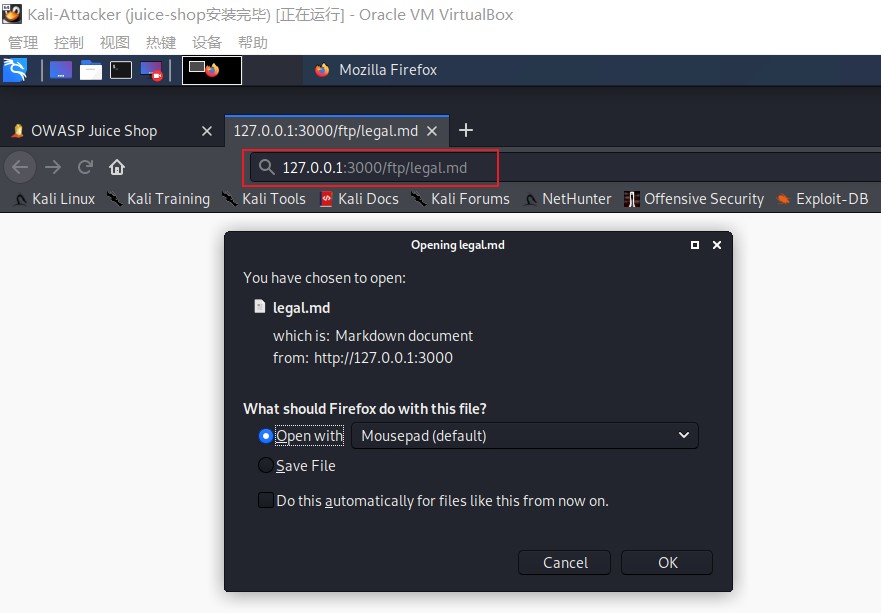 Kali-Attacker (juice-shop安装完毕) [正在运行] - Oracle VM VirtualBox
管理 控制 视图 热键 设备 帮助
Mozilla Firefox
OWASP Juice Shop 127.0.0.1:3000/ftp/legal.md
127.0.0.1:3000/ftp/legal.md
Kali Linux Kali Training Kali Tools Kali Docs Kali Forums NetHunter Offensive Security Exploit-DB
Opening legal.md
You have chosen to open:
legal.md
which is: Markdown document
from: http://127.0.0.1:3000
What should Firefox do with this file?
Open with Mousepad (default)
Save File
Do this automatically for files like this from now on.
Cancel OK